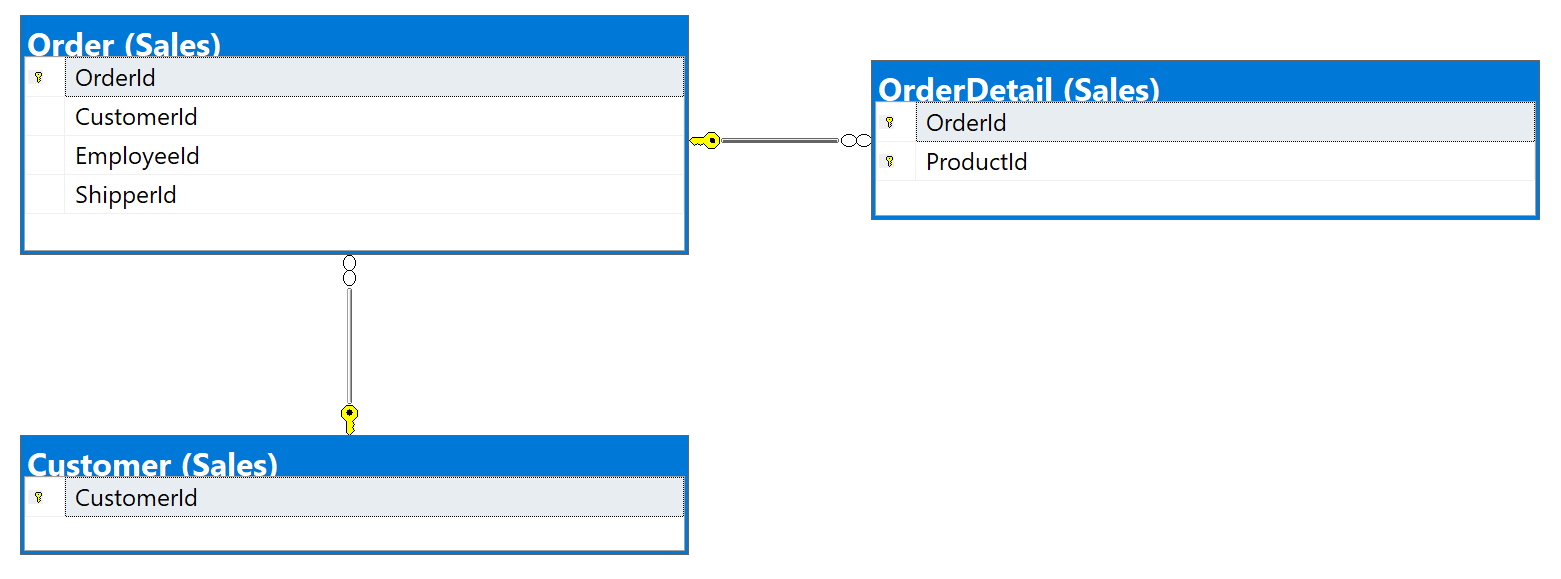 Order (Sales)
OrderId
CustomerId
EmployeeId
ShipperId
OrderDetail (Sales)
OrderId
ProductId
Customer (Sales)
CustomerId